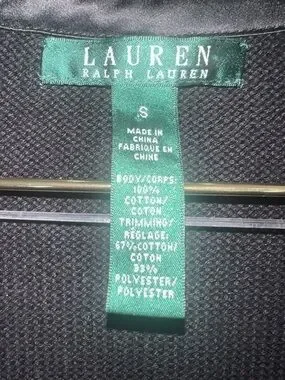 LAUREN
RALPH LAUREN
S
MADE IN
CHINA
FABRIQUE EN
CHINE
BODY/CORPS:
100%
COTTON/
COTON
TRIMMING/
REGLAGE:
67%COTTON/
COTON
33%
POLYESTER/
POLYESTER